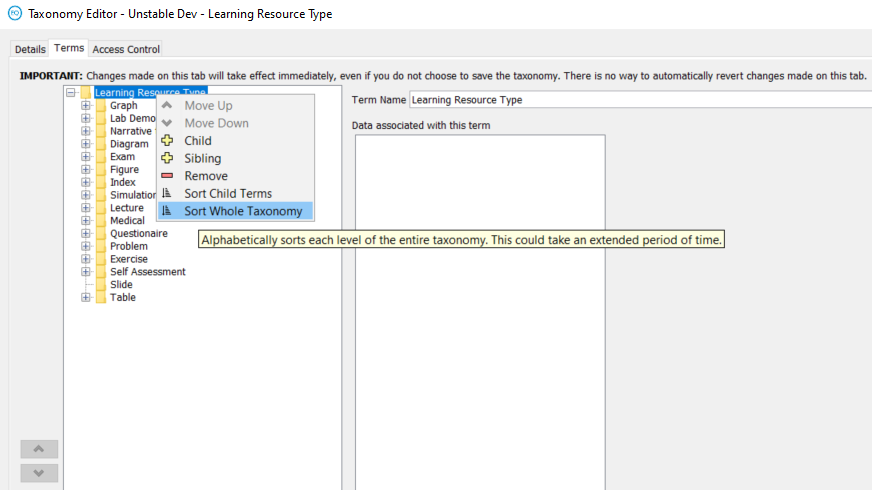 EQ Taxonomy Editor - Unstable Dev - Learning Resource Type
Details Terms Access Control
IMPORTANT: Changes made on this tab will take effect immediately, even if you do not choose to save the taxonomy. There is no way to automatically revert changes made on this tab.
Learning Resource Type
Graph
Lab Demo
Narrative
Diagram
Exam
Figure
Index
Simulation
Lecture
Medical
Questionaire
Problem
Exercise
Self Assessment
Slide
Table
Move Up
Move Down
Child
Sibling
Remove
Sort Child Terms
Sort Whole Taxonomy
Alphabetically sorts each level of the entire taxonomy. This could take an extended period of time.
Term Name Learning Resource Type
Data associated with this term